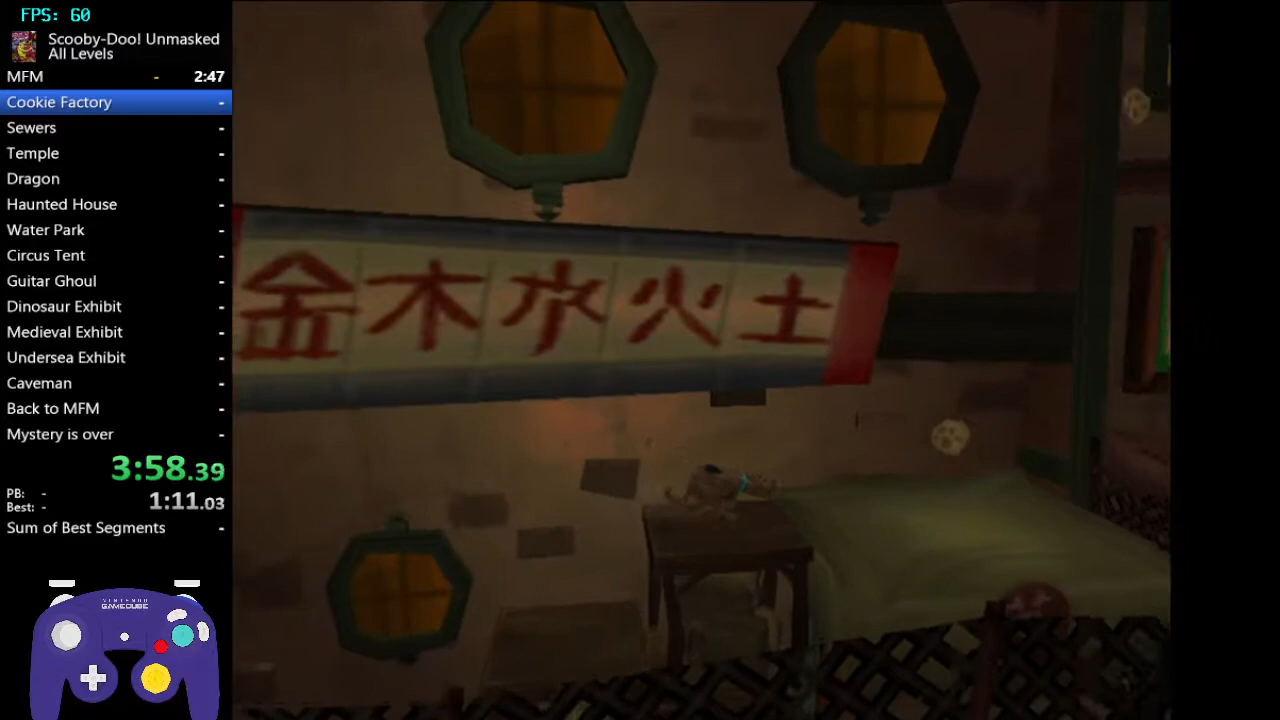 FPS: 60
Scooby-Doo! Unmasked
All Levels
MFM - 2:47
Cookie Factory -
Sewers -
Temple -
Dragon -
Haunted House -
Water Park -
Circus Tent -
Guitar Ghoul -
Dinosaur Exhibit -
Medieval Exhibit -
Undersea Exhibit -
Caveman -
Back to MFM -
Mystery is over -
3:58.39
PB: -
Best: -
1:11.03
Sum of Best Segments -
NINTENDO
GAMECUBE
金木水火土